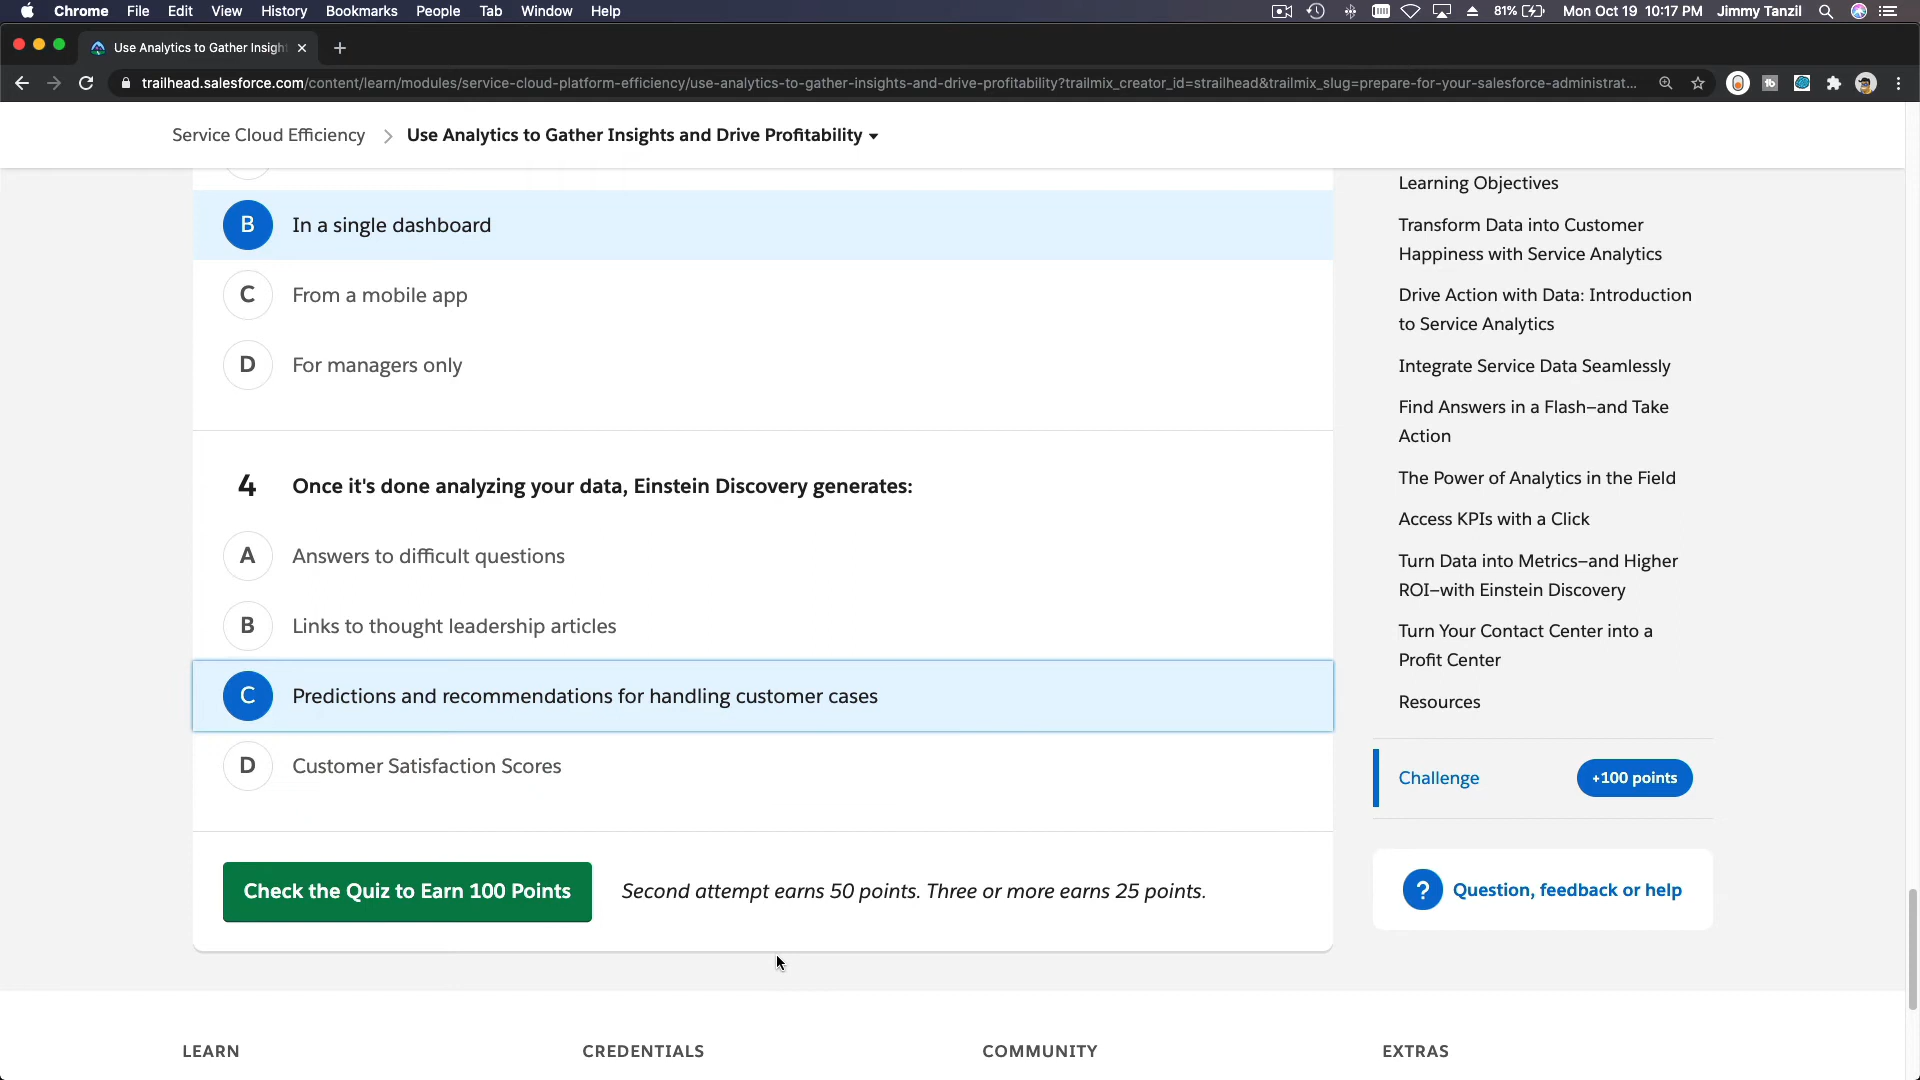 Chrome File Edit View History Bookmarks People Tab Window Help 81% Mon Oct 19 10:17 PM Jimmy Tanzil
Use Analytics to Gather Insigh
trailhead.salesforce.com/content/learn/modules/service-cloud-platform-efficiency/use-analytics-to-gather-insights-and-drive-profitability?trailmix_creator_id=strailhead&trailmix_slug=prepare-for-your-salesforce-administrat...
Service Cloud Efficiency > Use Analytics to Gather Insights and Drive Profitability
B In a single dashboard
C From a mobile app
D For managers only
4 Once it's done analyzing your data, Einstein Discovery generates:
A Answers to difficult questions
B Links to thought leadership articles
C Predictions and recommendations for handling customer cases
D Customer Satisfaction Scores
Check the Quiz to Earn 100 Points
Second attempt earns 50 points. Three or more earns 25 points.
Learning Objectives
Transform Data into Customer
Happiness with Service Analytics
Drive Action with Data: Introduction
to Service Analytics
Integrate Service Data Seamlessly
Find Answers in a Flash—and Take
Action
The Power of Analytics in the Field
Access KPIs with a Click
Turn Data into Metrics—and Higher
ROI—with Einstein Discovery
Turn Your Contact Center into a
Profit Center
Resources
Challenge +100 points
? Question, feedback or help
LEARN CREDENTIALS COMMUNITY EXTRAS